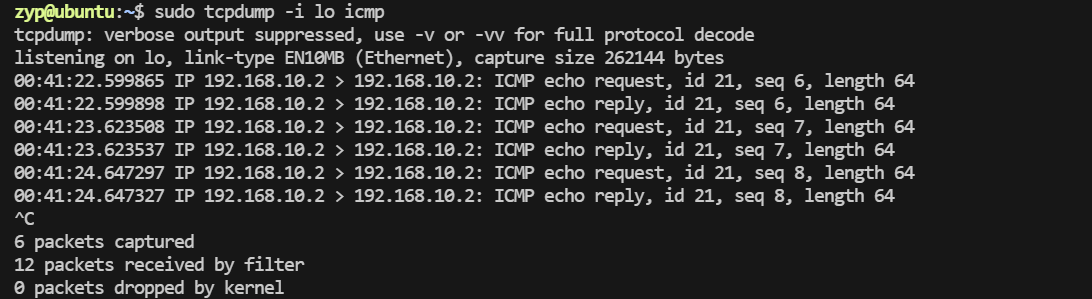 zyp@ubuntu:~$ sudo tcpdump -i lo icmp
tcpdump: verbose output suppressed, use -v or -vv for full protocol decode
listening on lo, link-type EN10MB (Ethernet), capture size 262144 bytes
00:41:22.599865 IP 192.168.10.2 > 192.168.10.2: ICMP echo request, id 21, seq 6, length 64
00:41:22.599898 IP 192.168.10.2 > 192.168.10.2: ICMP echo reply, id 21, seq 6, length 64
00:41:23.623508 IP 192.168.10.2 > 192.168.10.2: ICMP echo request, id 21, seq 7, length 64
00:41:23.623537 IP 192.168.10.2 > 192.168.10.2: ICMP echo reply, id 21, seq 7, length 64
00:41:24.647297 IP 192.168.10.2 > 192.168.10.2: ICMP echo request, id 21, seq 8, length 64
00:41:24.647327 IP 192.168.10.2 > 192.168.10.2: ICMP echo reply, id 21, seq 8, length 64
^C
6 packets captured
12 packets received by filter
0 packets dropped by kernel